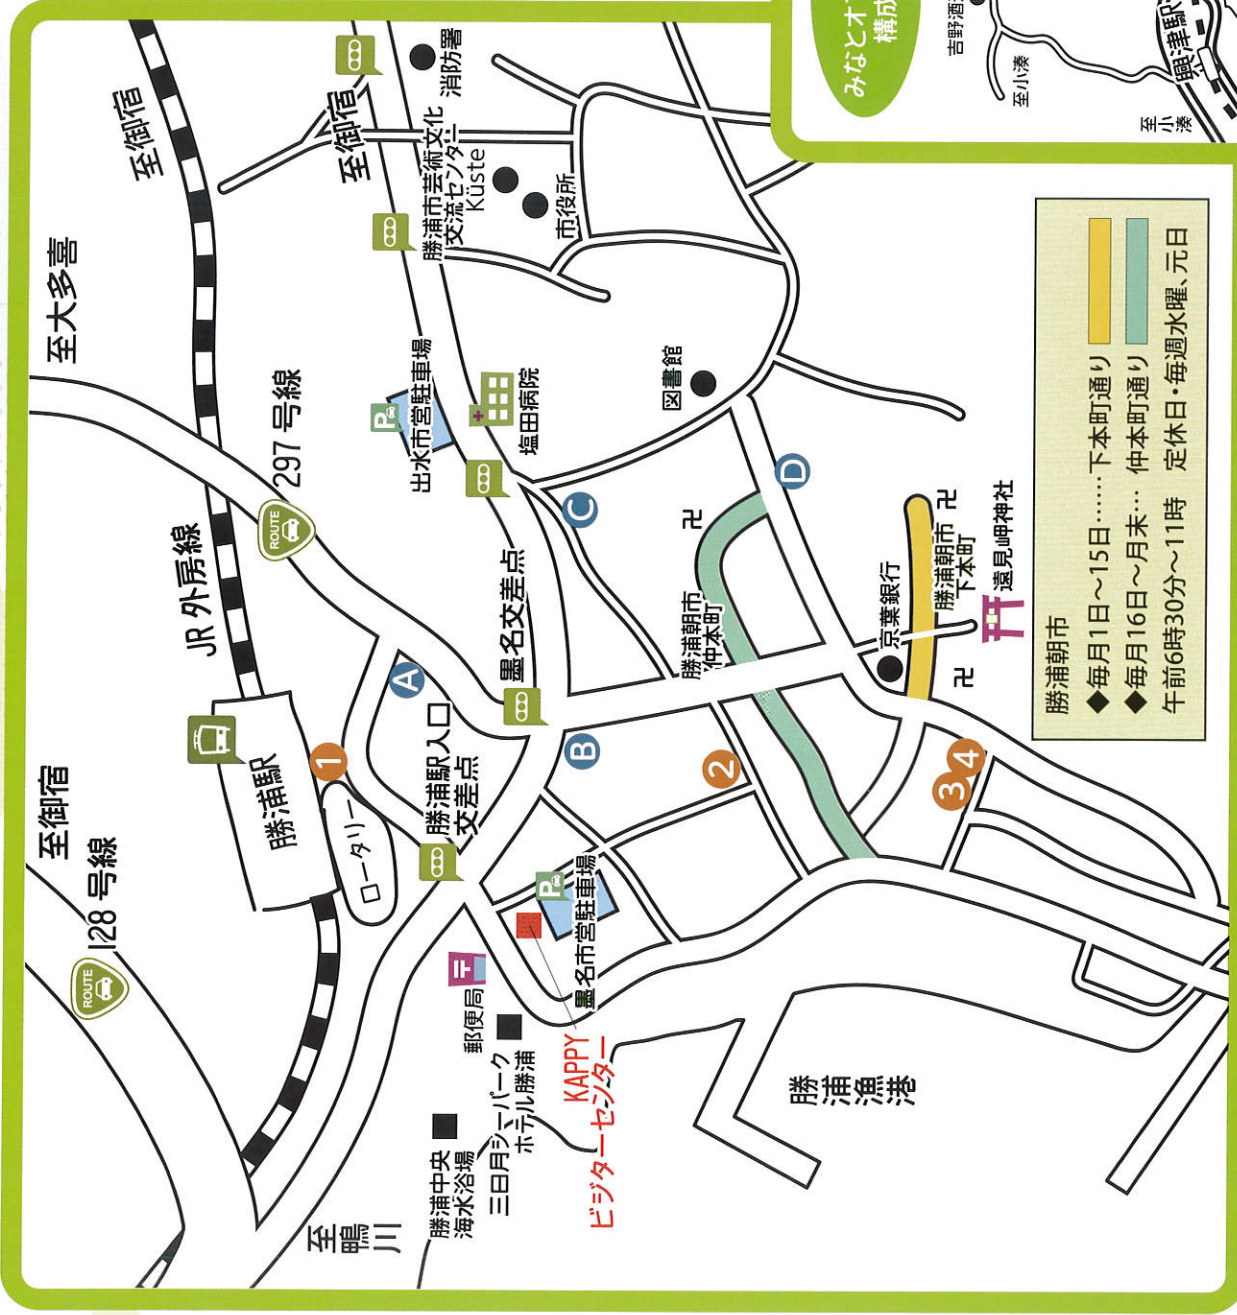 至御宿
128 号線
ROUTE
至大多喜
JR 外房線
297 号線
ROUTE
至御宿
至御宿
消防署
勝浦市芸術文化
交流センター
Küste
市役所
出水市営駐車場
P
塩田病院
図書館
勝浦駅
ロータリー
1
A
墨名交差点
勝浦駅入口
交差点
B
C
D
2
3
4
卍
勝浦朝市
仲本町
京葉銀行
勝浦朝市
下本町
卍
卍
遠見岬神社
至鴨川
郵便局
勝浦中央
海水浴場
三日月シーパーク
ホテル勝浦
KAPPY
ビジターセンター
P
墨名市営駐車場
勝浦漁港
勝浦朝市
◆毎月1日～15日……下本町通り
◆毎月16日～月末… 仲本町通り
午前6時30分～11時 定休日・毎週水曜、元日
みなとオ
構成
吉野酒
至小湊
至小湊
興津駅